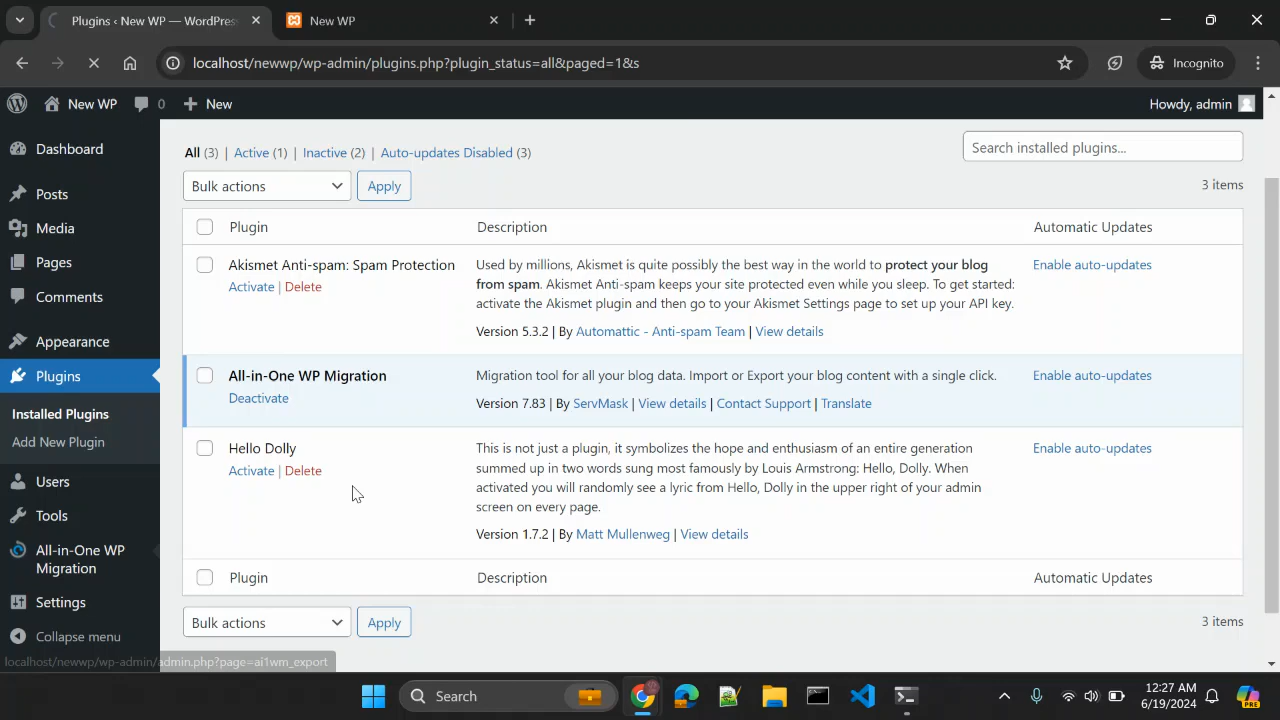 Plugins ‹ New WP — WordPress
New WP
localhost/newwp/wp-admin/plugins.php?plugin_status=all&paged=1&s
Incognito
New WP
0
New
Howdy, admin
Dashboard
Posts
Media
Pages
Comments
Appearance
Plugins
Installed Plugins
Add New Plugin
Users
Tools
All-in-One WP
Migration
Settings
Collapse menu
All (3) | Active (1) | Inactive (2) | Auto-updates Disabled (3)
Search installed plugins...
Bulk actions
Apply
3 items
Plugin
Description
Automatic Updates
Akismet Anti-spam: Spam Protection
Activate | Delete
Used by millions, Akismet is quite possibly the best way in the world to protect your blog
from spam. Akismet Anti-spam keeps your site protected even while you sleep. To get started:
activate the Akismet plugin and then go to your Akismet Settings page to set up your API key.
Version 5.3.2 | By Automattic - Anti-spam Team | View details
Enable auto-updates
All-in-One WP Migration
Deactivate
Migration tool for all your blog data. Import or Export your blog content with a single click.
Version 7.83 | By ServMask | View details | Contact Support | Translate
Enable auto-updates
Hello Dolly
Activate | Delete
This is not just a plugin, it symbolizes the hope and enthusiasm of an entire generation
summed up in two words sung most famously by Louis Armstrong: Hello, Dolly. When
activated you will randomly see a lyric from Hello, Dolly in the upper right of your admin
screen on every page.
Version 1.7.2 | By Matt Mullenweg | View details
Enable auto-updates
Plugin
Description
Automatic Updates
Bulk actions
Apply
3 items
localhost/newwp/wp-admin/admin.php?page=ai1wm_export
Search
12:27 AM
6/19/2024
PRE